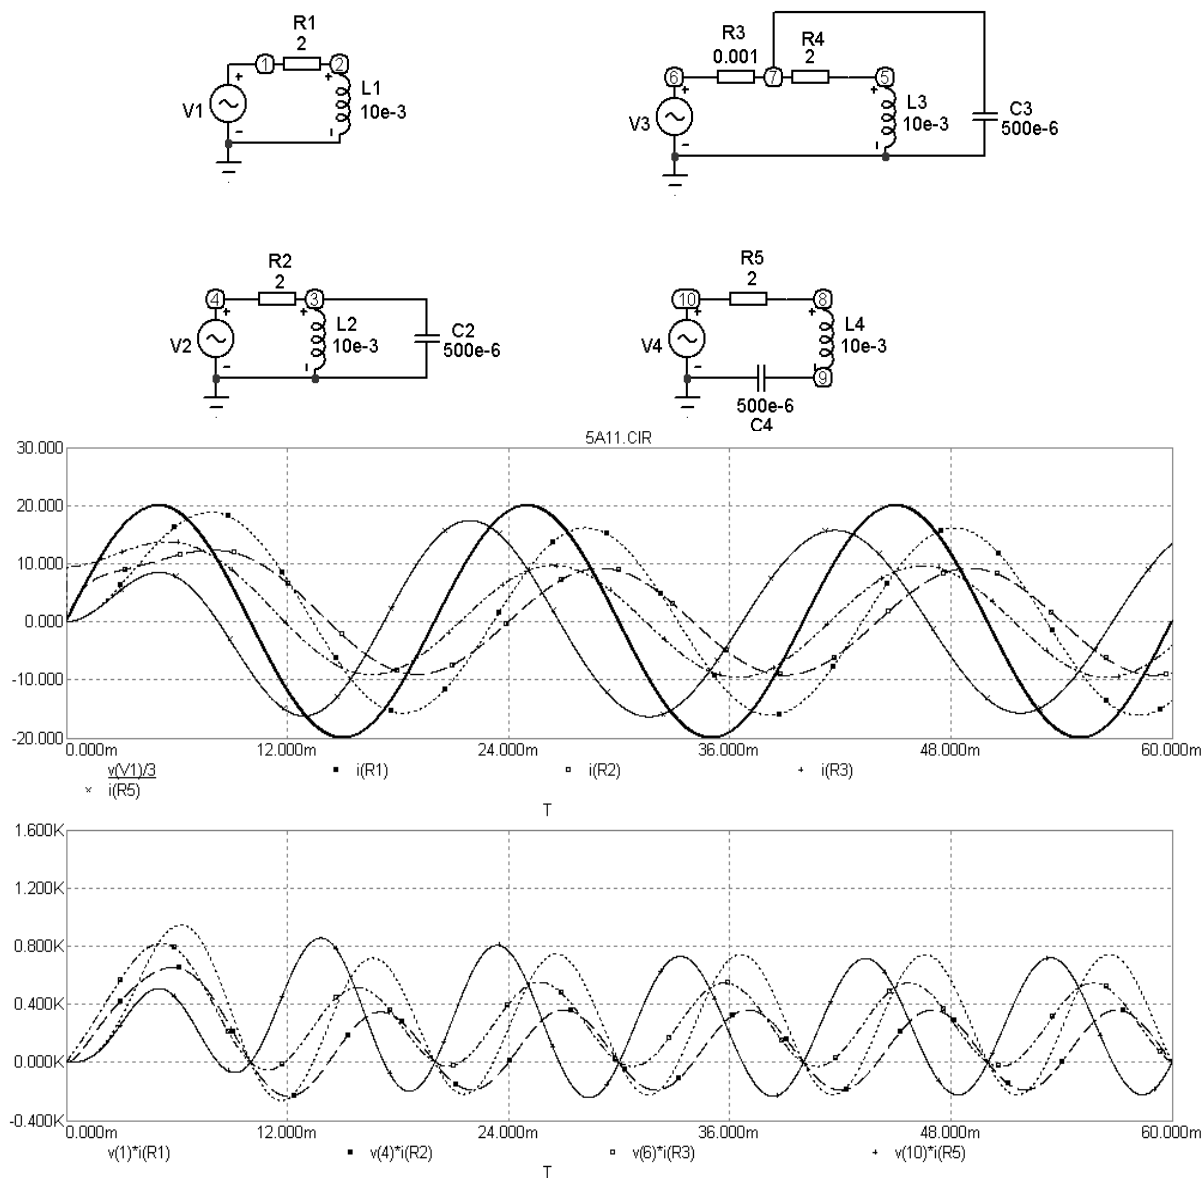 R1
2
1
2
V1
L1
10e-3
R3
0.001
R4
2
6
7
5
V3
L3
10e-3
C3
500e-6
R2
2
4
3
V2
L2
10e-3
C2
500e-6
R5
2
10
8
V4
L4
10e-3
9
500e-6
C4
5A11.CIR
30.000
20.000
10.000
0.000
-10.000
-20.000
0.000m 12.000m 24.000m 36.000m 48.000m 60.000m
v(V1)/3 i(R1) i(R2) i(R3)
i(R5)
T
1.600K
1.200K
0.800K
0.400K
0.000K
-0.400K
0.000m 12.000m 24.000m 36.000m 48.000m 60.000m
v(1)*i(R1) v(4)*i(R2) v(6)*i(R3) v(10)*i(R5)
T